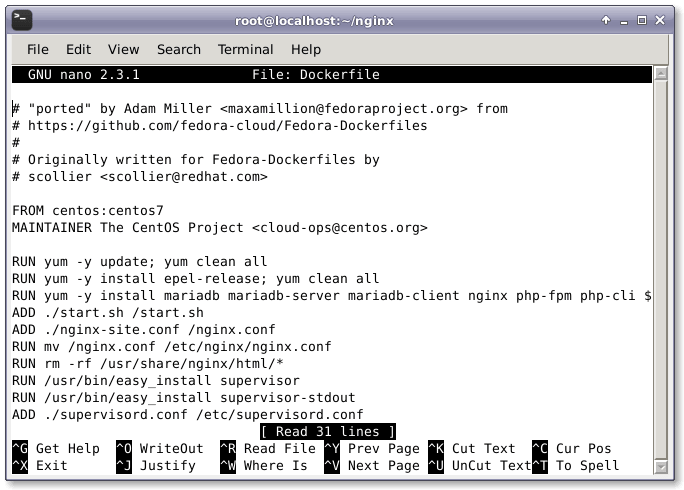 root@localhost:~/nginx
File Edit View Search Terminal Help
GNU nano 2.3.1 File: Dockerfile
# "ported" by Adam Miller <maxamillion@fedoraproject.org> from
# https://github.com/fedora-cloud/Fedora-Dockerfiles
#
# Originally written for Fedora-Dockerfiles by
# scollier <scollier@redhat.com>
FROM centos:centos7
MAINTAINER The CentOS Project <cloud-ops@centos.org>
RUN yum -y update; yum clean all
RUN yum -y install epel-release; yum clean all
RUN yum -y install mariadb mariadb-server mariadb-client nginx php-fpm php-cli $
ADD ./start.sh /start.sh
ADD ./nginx-site.conf /nginx.conf
RUN mv /nginx.conf /etc/nginx/nginx.conf
RUN rm -rf /usr/share/nginx/html/*
RUN /usr/bin/easy_install supervisor
RUN /usr/bin/easy_install supervisor-stdout
ADD ./supervisord.conf /etc/supervisord.conf
[ Read 31 lines ]
^G Get Help ^O WriteOut ^R Read File ^Y Prev Page ^K Cut Text ^C Cur Pos
^X Exit ^J Justify ^W Where Is ^V Next Page ^U UnCut Text ^T To Spell